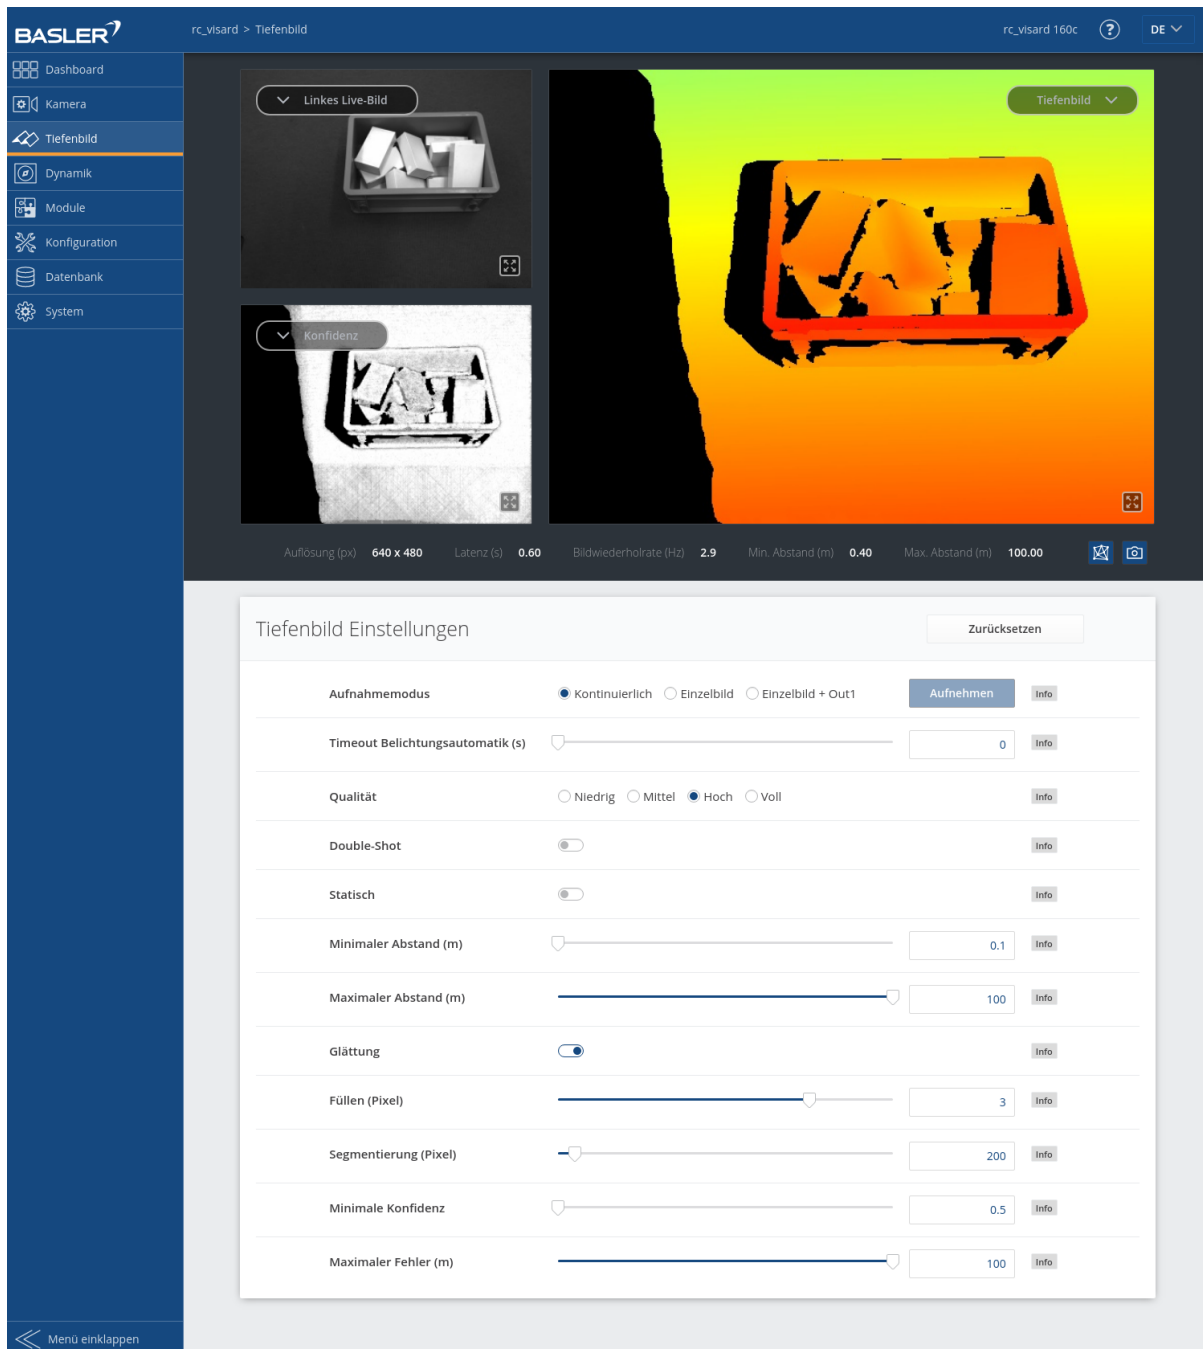 BASLER
rc_visard > Tiefenbild
rc_visard 160c ? DE
Dashboard
Kamera
Tiefenbild
Dynamik
Module
Konfiguration
Datenbank
System
Linkes Live-Bild
Tiefenbild
Konfidenz
Auflösung (px) 640 x 480 Latenz (s) 0.60 Bildwiederholrate (Hz) 2.9 Min. Abstand (m) 0.40 Max. Abstand (m) 100.00
Tiefenbild Einstellungen Zurücksetzen
Aufnahmemodus Kontinuierlich Einzelbild Einzelbild + Out1 Aufnehmen Info
Timeout Belichtungsautomatik (s) 0 Info
Qualität Niedrig Mittel Hoch Voll Info
Double-Shot Info
Statisch Info
Minimaler Abstand (m) 0.1 Info
Maximaler Abstand (m) 100 Info
Glättung Info
Füllen (Pixel) 3 Info
Segmentierung (Pixel) 200 Info
Minimale Konfidenz 0.5 Info
Maximaler Fehler (m) 100 Info
Menü einklappen